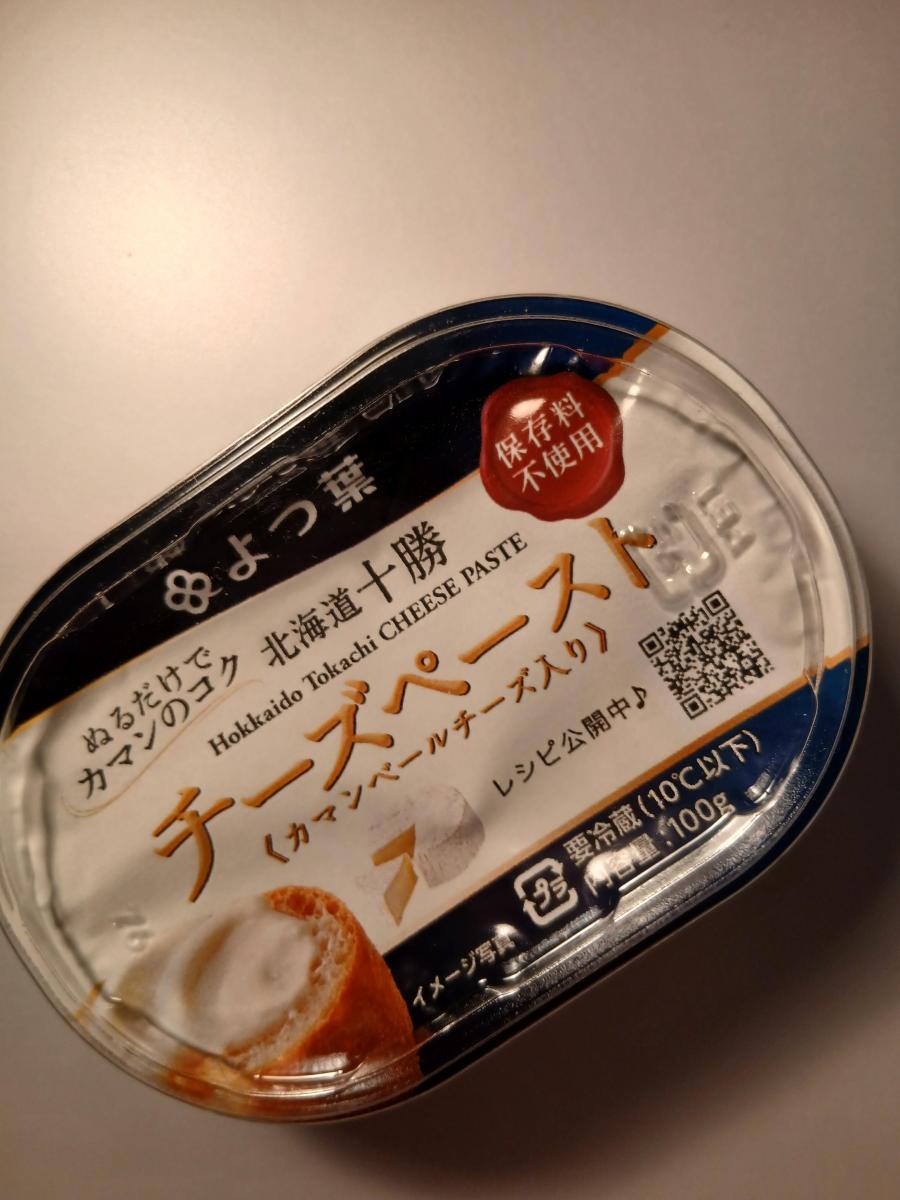 よつ葉
保存料
不使用
ぬるだけで
カマンのコク
北海道十勝
Hokkaido Tokachi CHEESE PASTE
チーズペースト
《カマンベールチーズ入り》
レシピ公開中♪
要冷蔵(10℃以下)
プラ
内容量:100g
イメージ写真
76